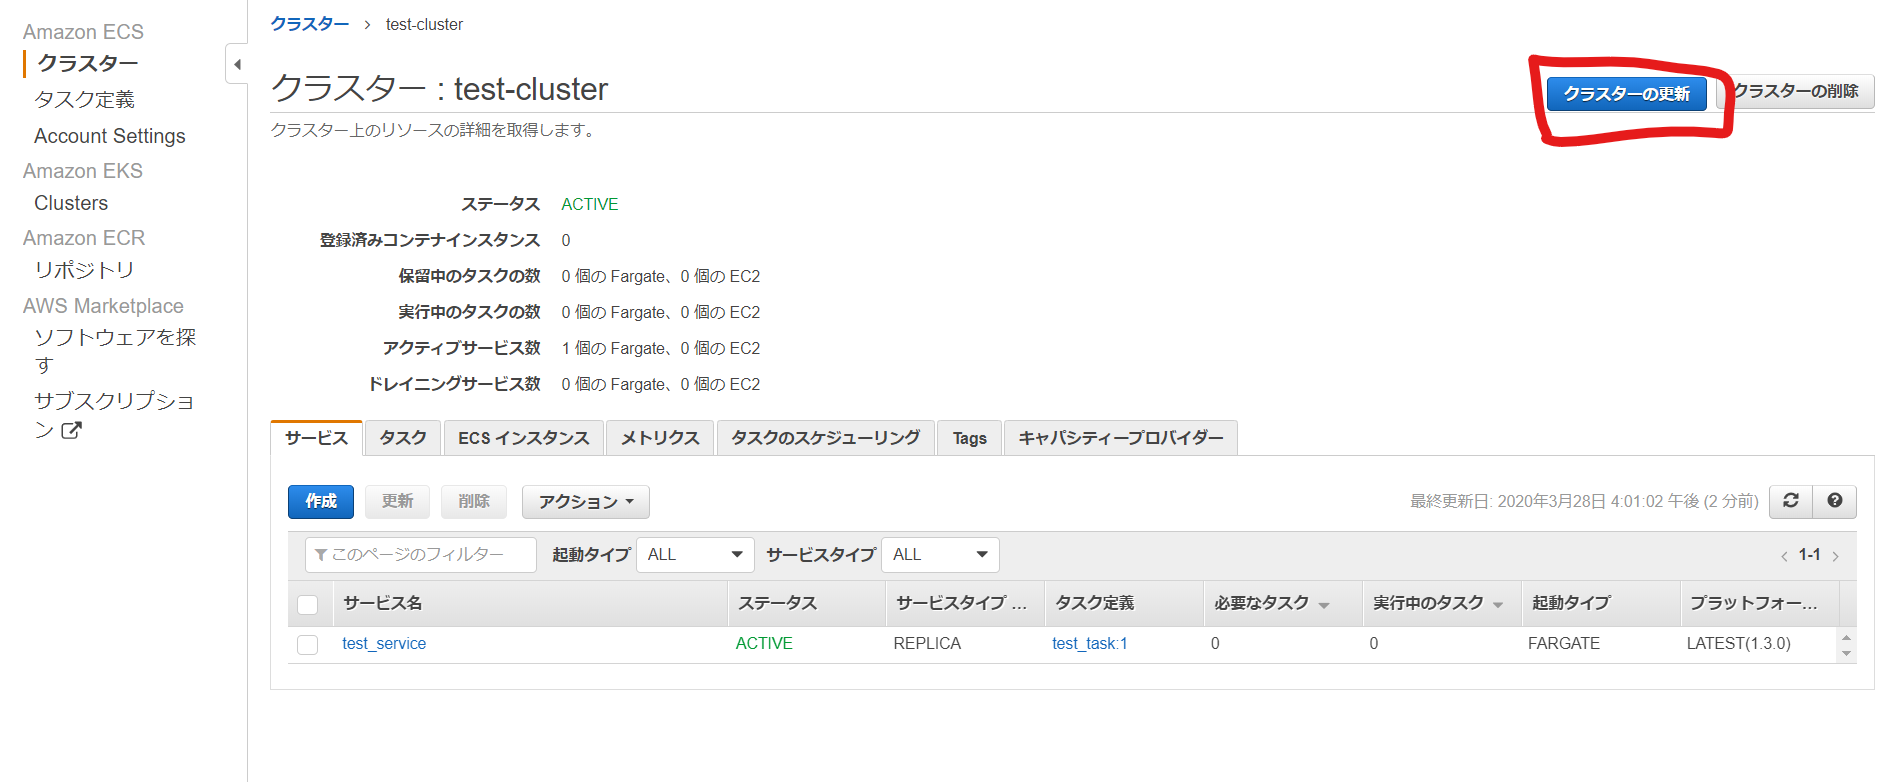 Amazon ECS
クラスター
タスク定義
Account Settings
Amazon EKS
Clusters
Amazon ECR
リポジトリ
AWS Marketplace
ソフトウェアを探
す
サブスクリプショ
ン
クラスター > test-cluster
クラスター : test-cluster
クラスターの更新 クラスターの削除
クラスター上のリソースの詳細を取得します。
ステータス ACTIVE
登録済みコンテナインスタンス 0
保留中のタスクの数 0 個の Fargate、0 個の EC2
実行中のタスクの数 0 個の Fargate、0 個の EC2
アクティブサービス数 1 個の Fargate、0 個の EC2
ドレイニングサービス数 0 個の Fargate、0 個の EC2
サービス タスク ECS インスタンス メトリクス タスクのスケジューリング Tags キャパシティープロバイダー
作成 更新 削除 アクション 最終更新日: 2020年3月28日 4:01:02 午後 (2 分前)
このページのフィルター 起動タイプ ALL サービスタイプ ALL < 1-1 >
サービス名 ステータス サービスタイプ ... タスク定義 必要なタスク 実行中のタスク 起動タイプ プラットフォー...
test_service ACTIVE REPLICA test_task:1 0 0 FARGATE LATEST(1.3.0)